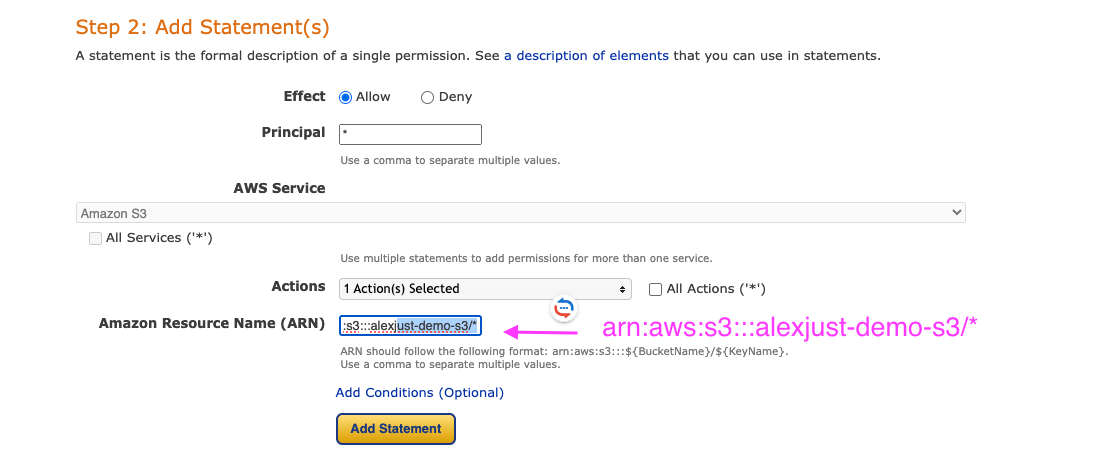 Step 2: Add Statement(s)
A statement is the formal description of a single permission. See a description of elements that you can use in statements.
Effect Allow Deny
Principal *
Use a comma to separate multiple values.
AWS Service
Amazon S3
All Services ('*')
Use multiple statements to add permissions for more than one service.
Actions 1 Action(s) Selected All Actions ('*')
Amazon Resource Name (ARN) :s3:::alexjust-demo-s3/* arn:aws:s3:::alexjust-demo-s3/*
ARN should follow the following format: arn:aws:s3:::${BucketName}/${KeyName}.
Use a comma to separate multiple values.
Add Conditions (Optional)
Add Statement